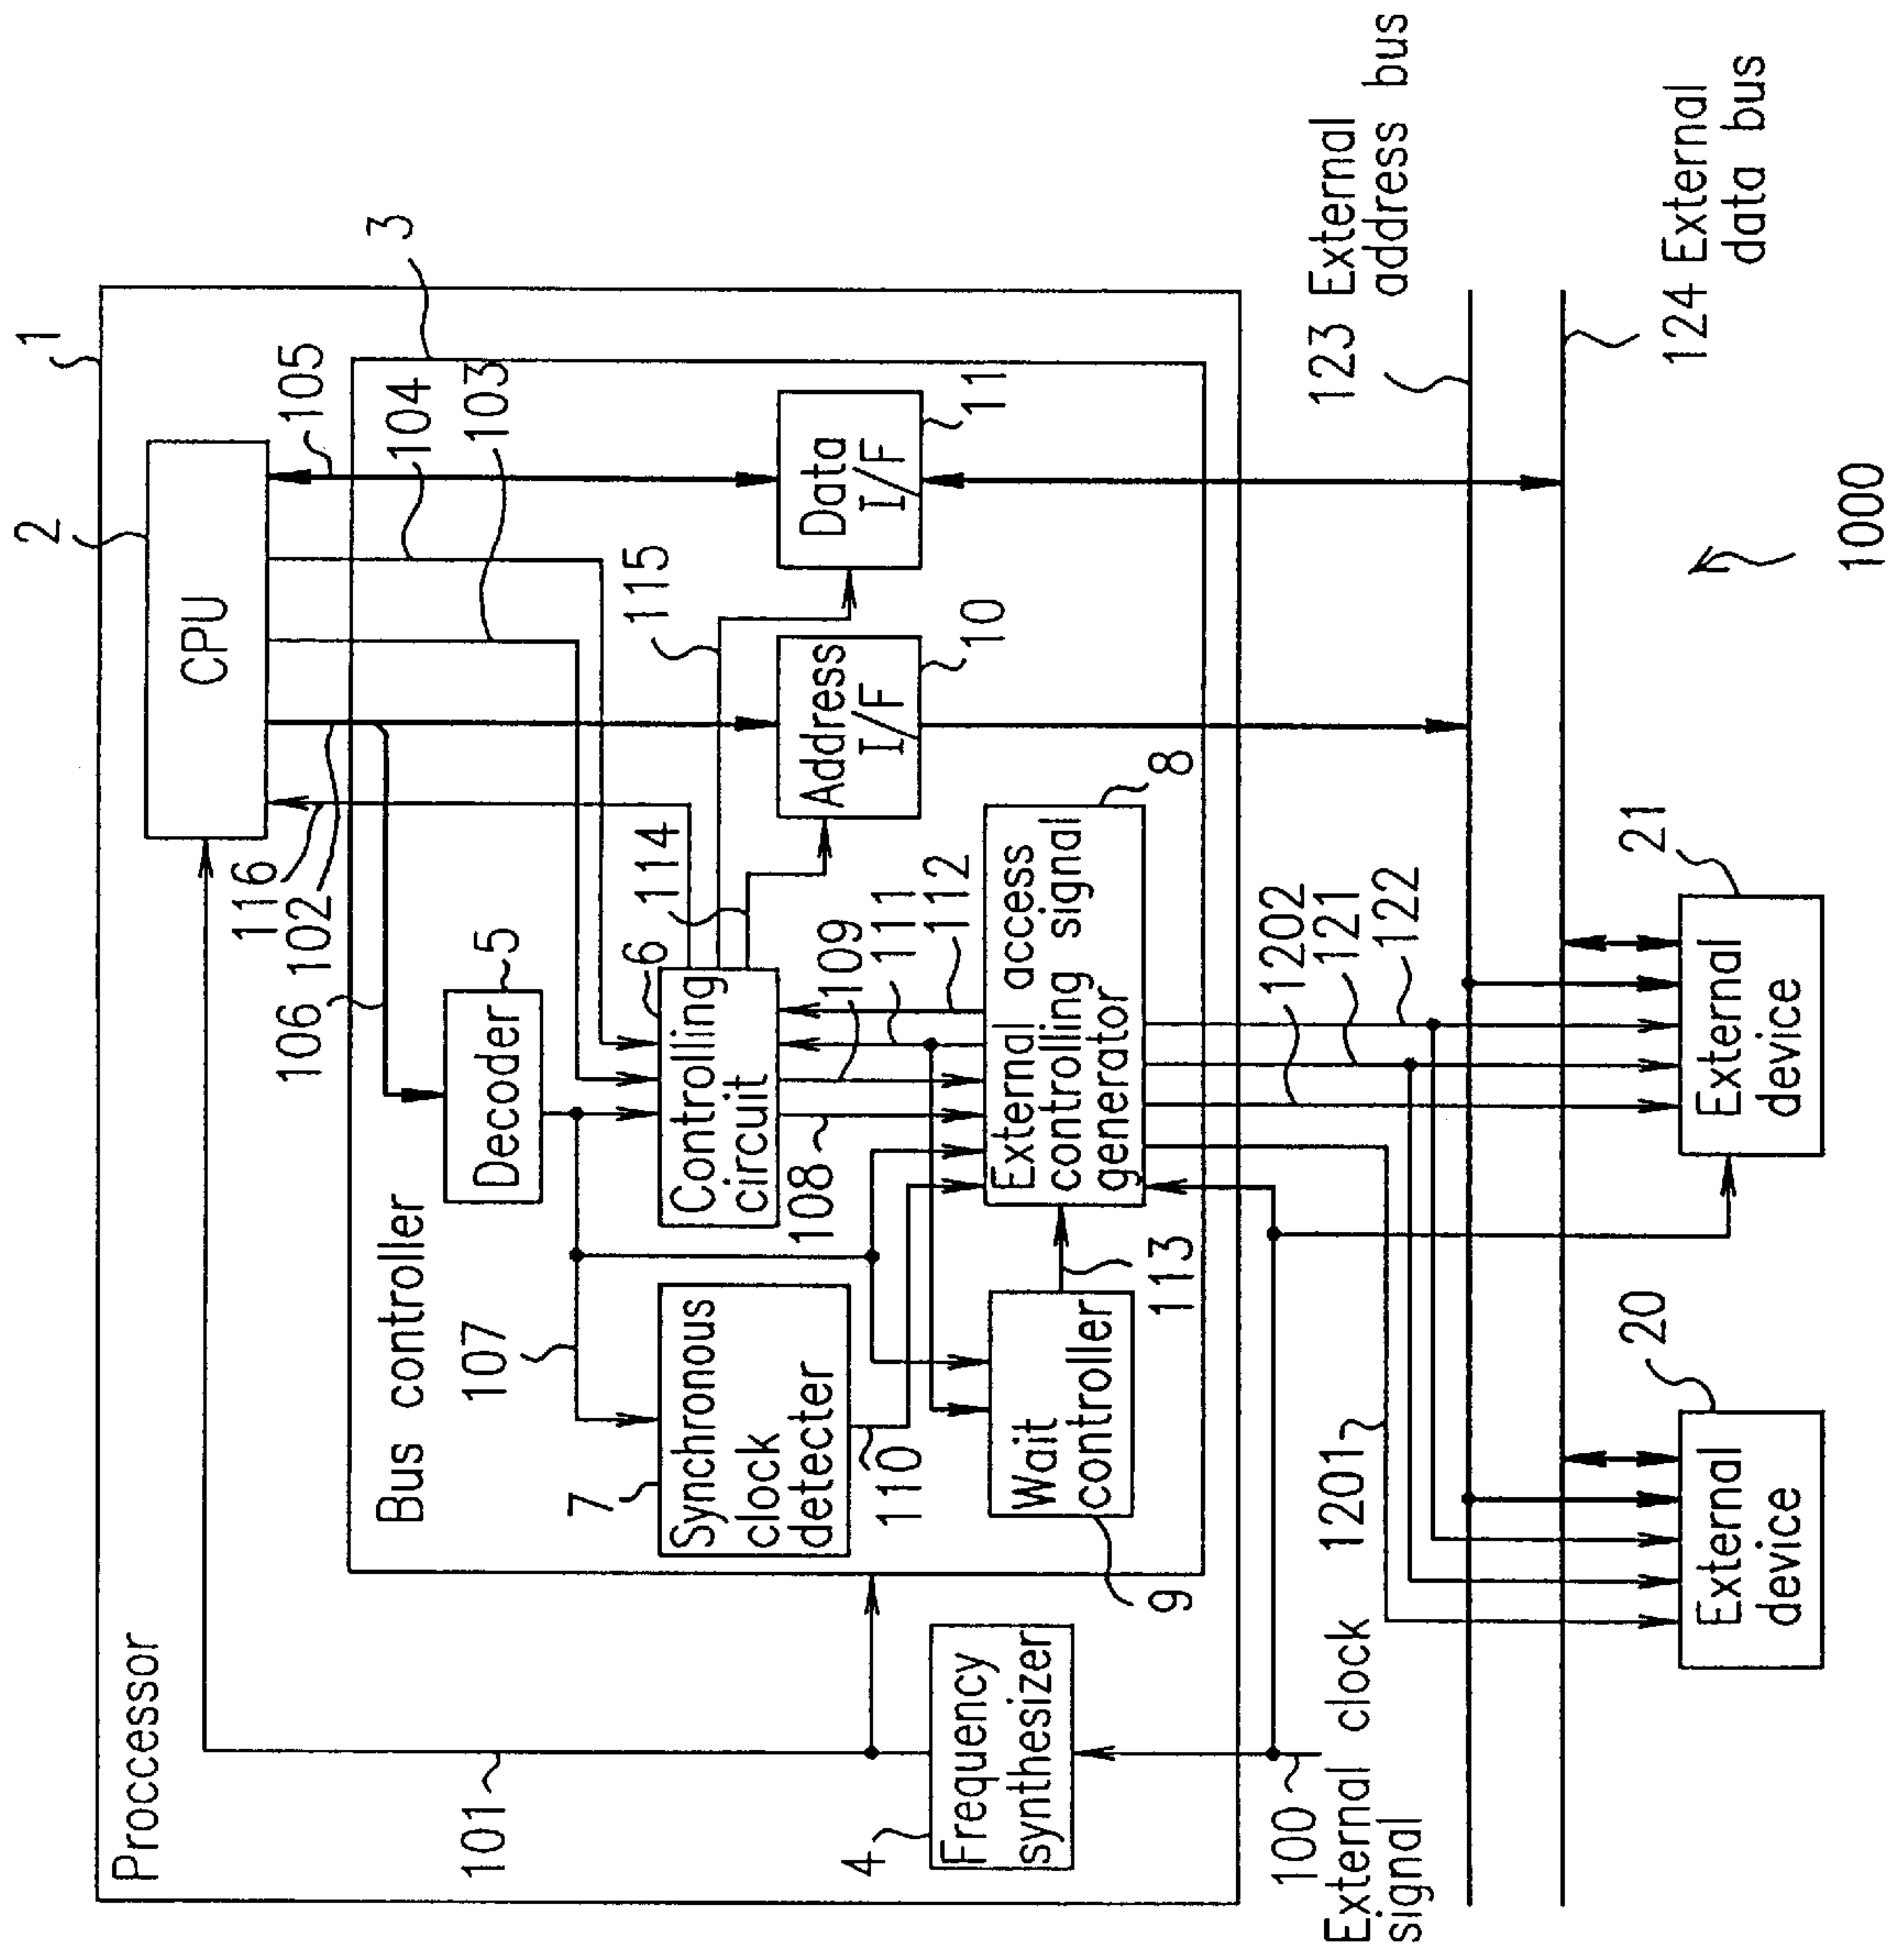 Proccessor
1
2
CPU
3
Bus controller
101
116
102
106
105
104
103
Decoder
5
107
7
Synchronous
clock
detecter
110
6
Controlling
circuit
114
115
108
109
111
112
Address
I/F
10
Data
I/F
11
External access
controlling signal
generator
8
Wait
controller
9
113
4
Frequency
synthesizer
100
External clock
signal
1201
1202
121
122
123 External
address bus
124 External
data bus
20
External
device
21
External
device
1000